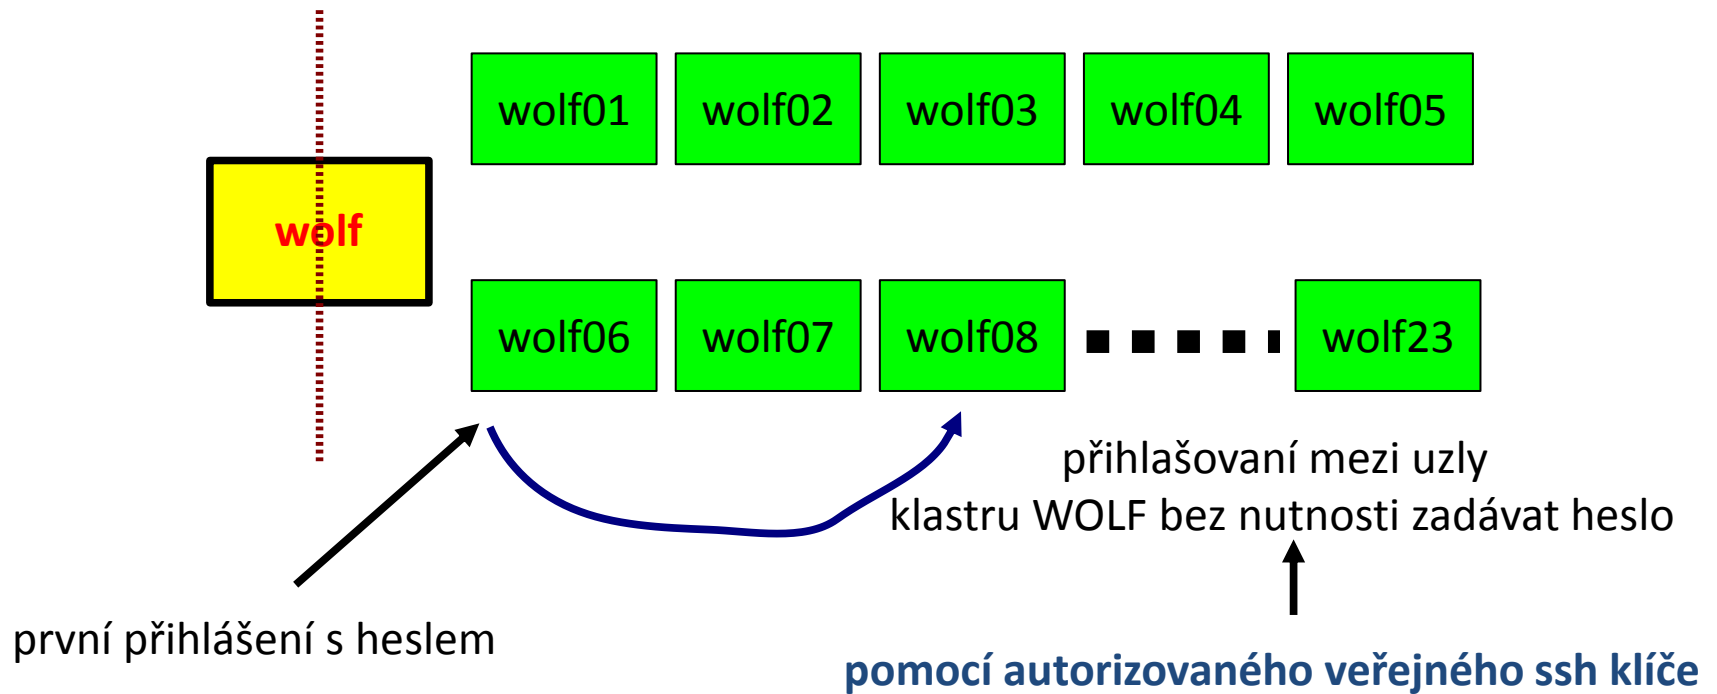 wolf01 wolf02 wolf03 wolf04 wolf05
wolf
wolf06 wolf07 wolf08 wolf23
přihlašovaní mezi uzly
klastru WOLF bez nutnosti zadávat heslo
první přihlášení s heslem
pomocí autorizovaného veřejného ssh klíče